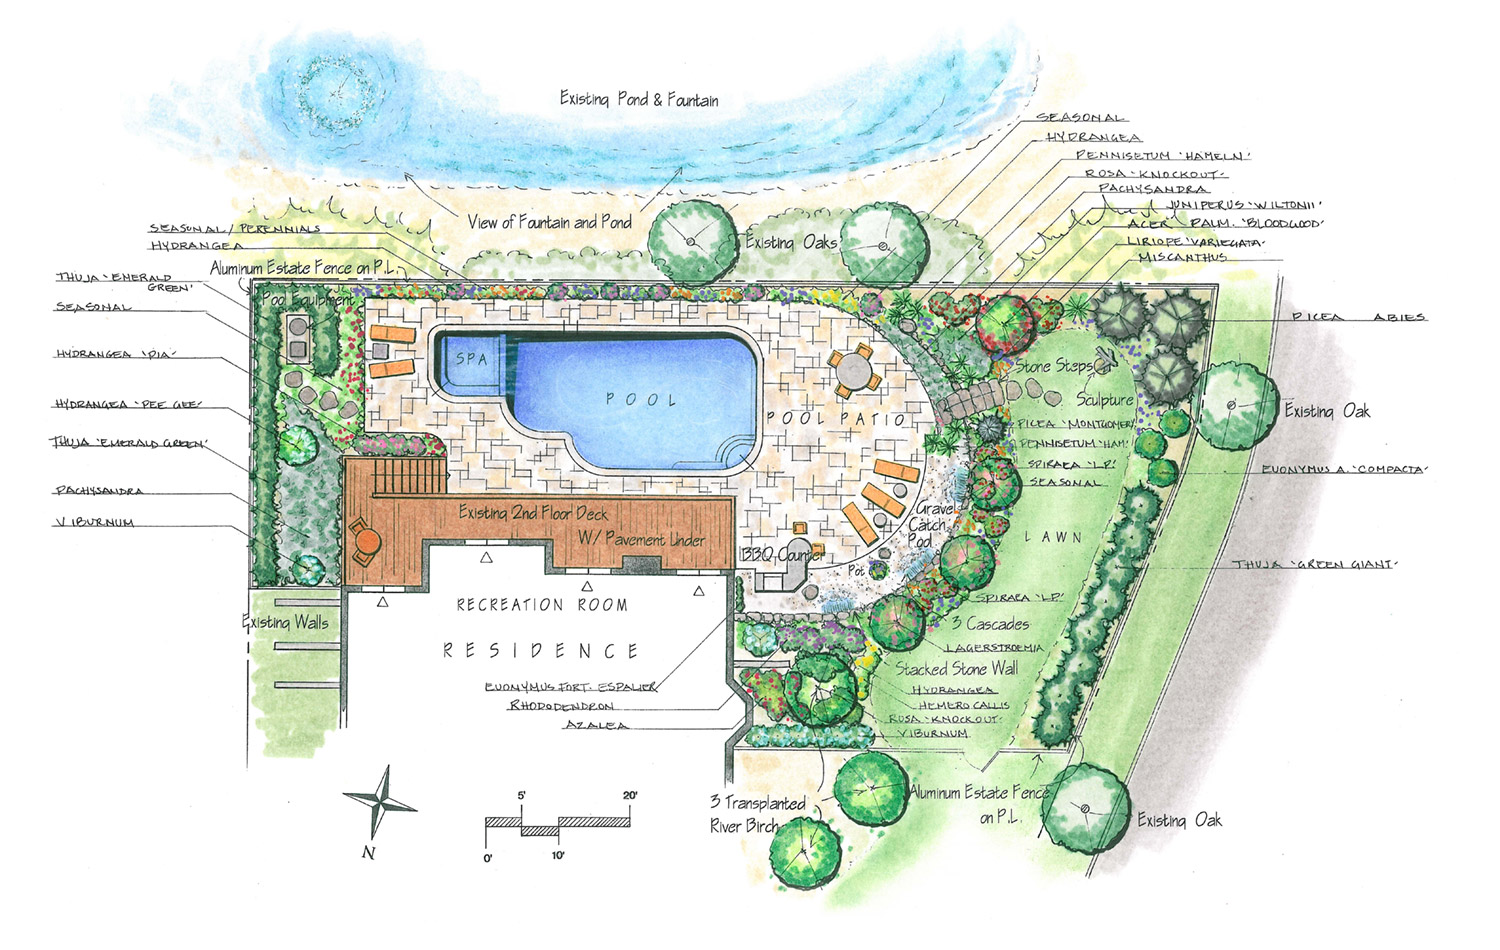 Existing Pond & Fountain
View of Fountain and Pond
Existing Oaks
SEASONAL
HYDRANGEA
PENNISETUM 'HAMELN'
ROSA 'KNOCKOUT'
PACHYSANDRA
JUNIPERUS 'WILTONII'
ACER PALM. 'BLOODGOOD'
LIRIOPE 'VARIEGATA'
MISCANTHUS
SEASONAL / PERENNIALS
HYDRANGEA
Aluminum Estate Fence on P.L.
THUJA 'EMERALD
GREEN'
SEASONAL
HYDRANGEA 'PIA'
HYDRANGEA 'PEE GEE'
THUJA 'EMERALD GREEN'
PACHYSANDRA
VIBURNUM
Pool Equipment
SPA
POOL
POOL PATIO
Stone Steps
Sculpture
PICEA ABIES
Existing Oak
PICEA 'MONTGOMERY'
PENNISETUM 'HAM.'
SPIRAEA 'L.P.'
SEASONAL
EUONYMUS A. 'COMPACTA'
Existing 2nd Floor Deck
W/ Pavement Under
BBQ Counter
Gravel
Catch
Pool
Pot
LAWN
THUJA 'GREEN GIANT'
SPIRAEA 'L.P.'
3 Cascades
LAGERSTROEMIA
Stacked Stone Wall
HYDRANGEA
HEMEROCALLIS
ROSA 'KNOCKOUT'
VIBURNUM
Existing Walls
RECREATION ROOM
RESIDENCE
EUONYMUS FORT. ESPALIER
RHODODENDRON
AZALEA
3 Transplanted
River Birch
Aluminum Estate Fence
on P.L.
Existing Oak
N
5' 20'
0' 10'